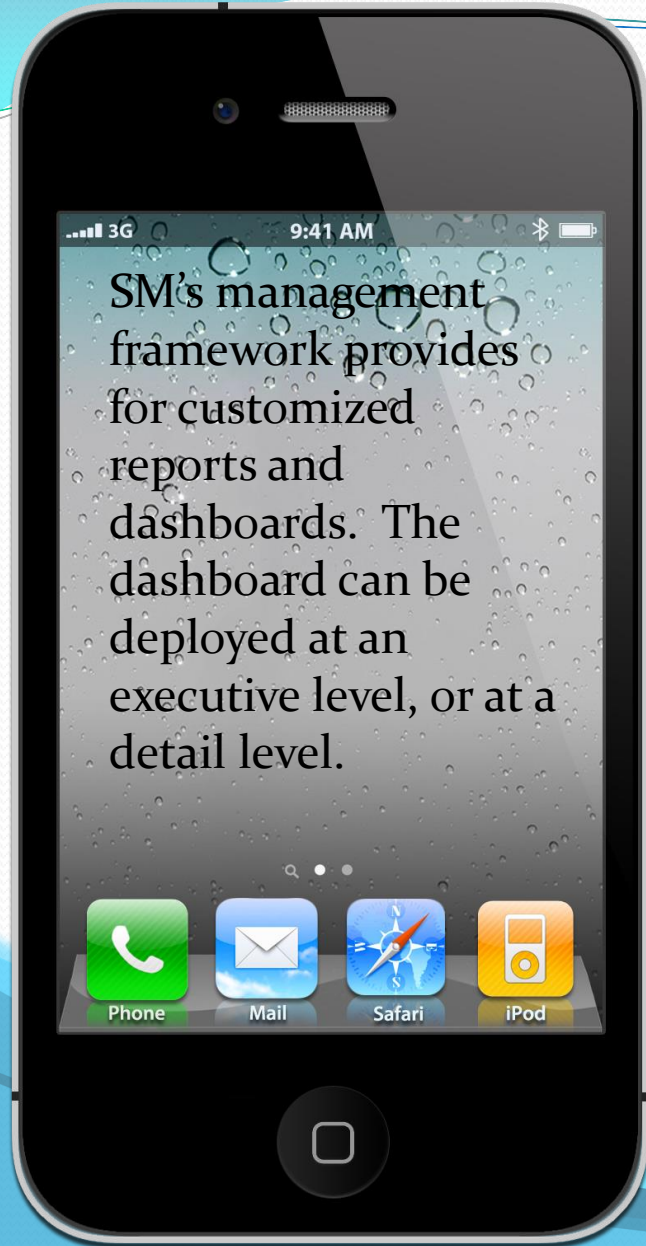 3G 9:41 AM
SM's management
framework provides
for customized
reports and
dashboards.  The
dashboard can be
deployed at an
executive level, or at a
detail level.
Phone Mail Safari iPod